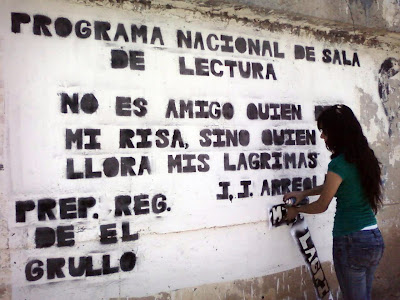 PROGRAMA NACIONAL DE SALA
DE LECTURA
NO ES AMIGO QUIEN
MI RISA, SINO QUIEN
LLORA MIS LAGRIMAS
I, I. ARREOL
PREP. REG.
DE EL
GRULLO